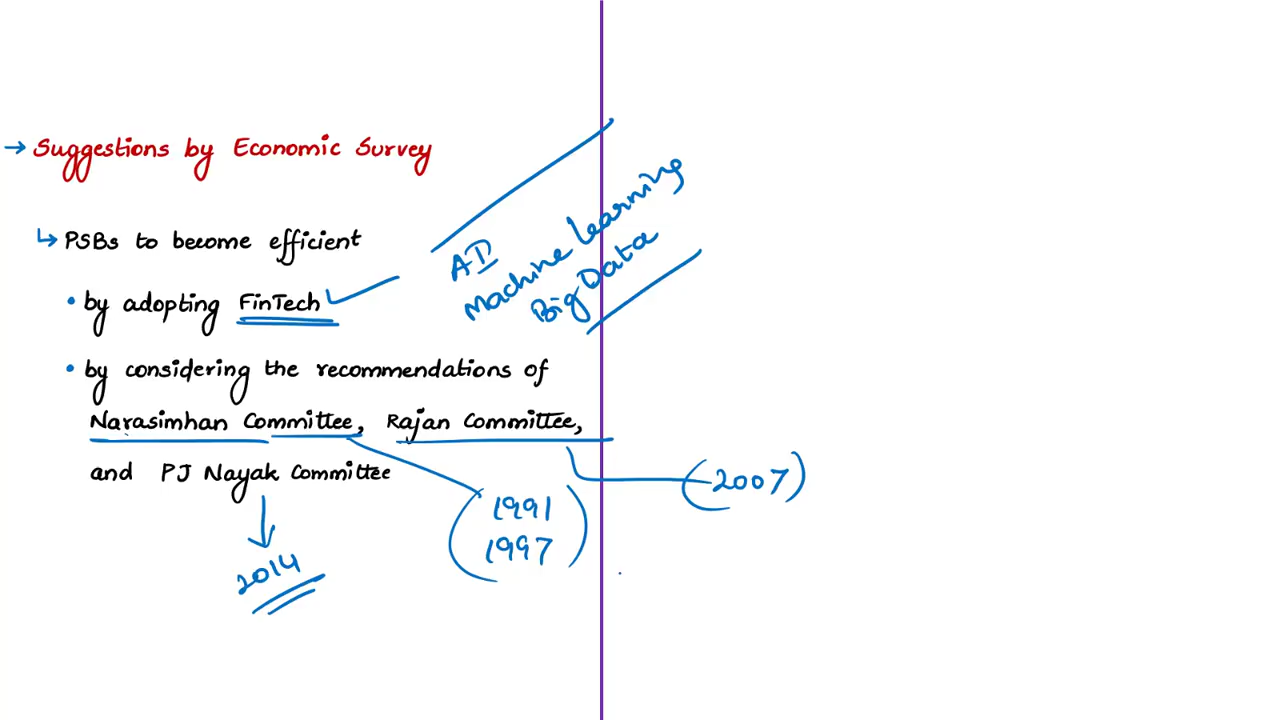 → Suggestions by Economic Survey
↳ PSBs to become efficient
• by adopting FinTech
AI
Machine Learning
Big Data
• by considering the recommendations of
Narasimhan Committee, Rajan Committee,
and PJ Nayak Committee
(2007)
1991
1997
2014